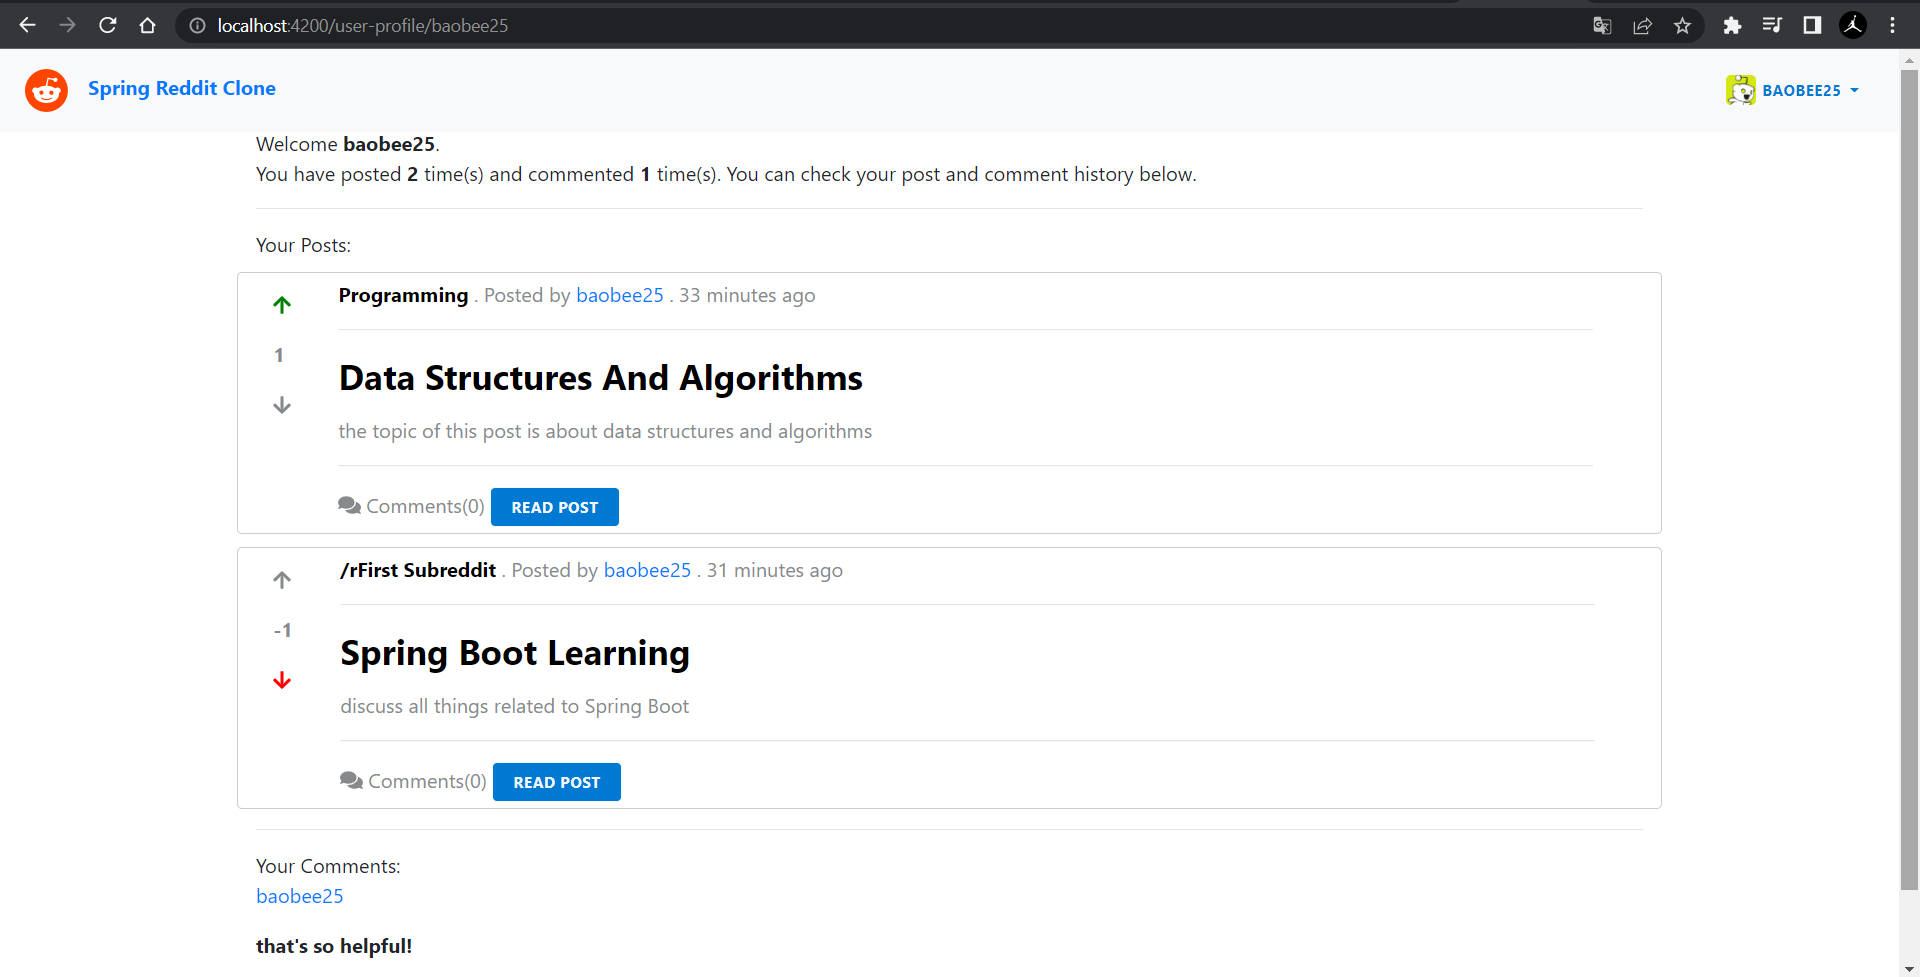 localhost:4200/user-profile/baobee25
Spring Reddit Clone
BAOBEE25
Welcome baobee25.
You have posted 2 time(s) and commented 1 time(s). You can check your post and comment history below.
Your Posts:
Programming . Posted by baobee25 . 33 minutes ago
1
Data Structures And Algorithms
the topic of this post is about data structures and algorithms
Comments(0) READ POST
/rFirst Subreddit . Posted by baobee25 . 31 minutes ago
-1
Spring Boot Learning
discuss all things related to Spring Boot
Comments(0) READ POST
Your Comments:
baobee25
that's so helpful!